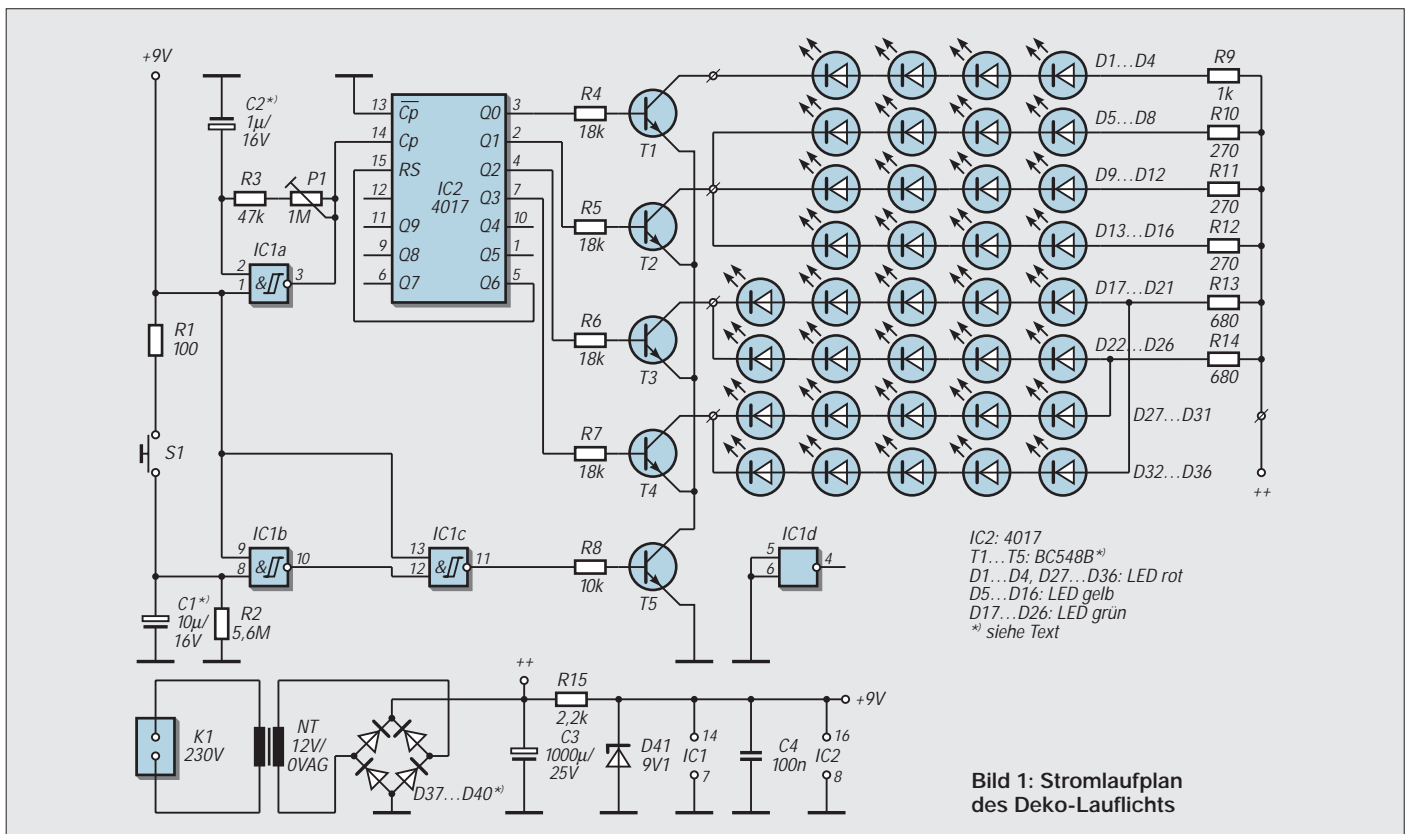 +9V
C2*)
1µ/
16V
R3
47k
P1
1M
IC1a
2
1
3
&
R1
100
S1
IC1b
9
8
10
&
C1*)
10µ/
16V
R2
5,6M
IC1c
13
12
11
&
13
14
15
12
11
9
6
Cp
Cp
RS
Q9
Q8
Q7
IC2
4017
Q0
Q1
Q2
Q3
Q4
Q5
Q6
3
2
4
7
10
1
5
R4
18k
R5
18k
R6
18k
R7
18k
R8
10k
T1
T2
T3
T4
T5
D1...D4
R9
1k
D5...D8
R10
270
D9...D12
R11
270
D13...D16
R12
270
D17...D21
R13
680
D22...D26
R14
680
D27...D31
D32...D36
++
IC1d
5
6
4
IC2: 4017
T1...T5: BC548B*)
D1...D4, D27...D36: LED rot
D5...D16: LED gelb
D17...D26: LED grün
*) siehe Text
K1
230V
NT
12V/
0VAG
D37...D40*)
++
C3
1000µ/
25V
R15
2,2k
D41
9V1
14
IC1
7
C4
100n
16
IC2
8
+9V
Bild 1: Stromlaufplan
des Deko-Lauflichts